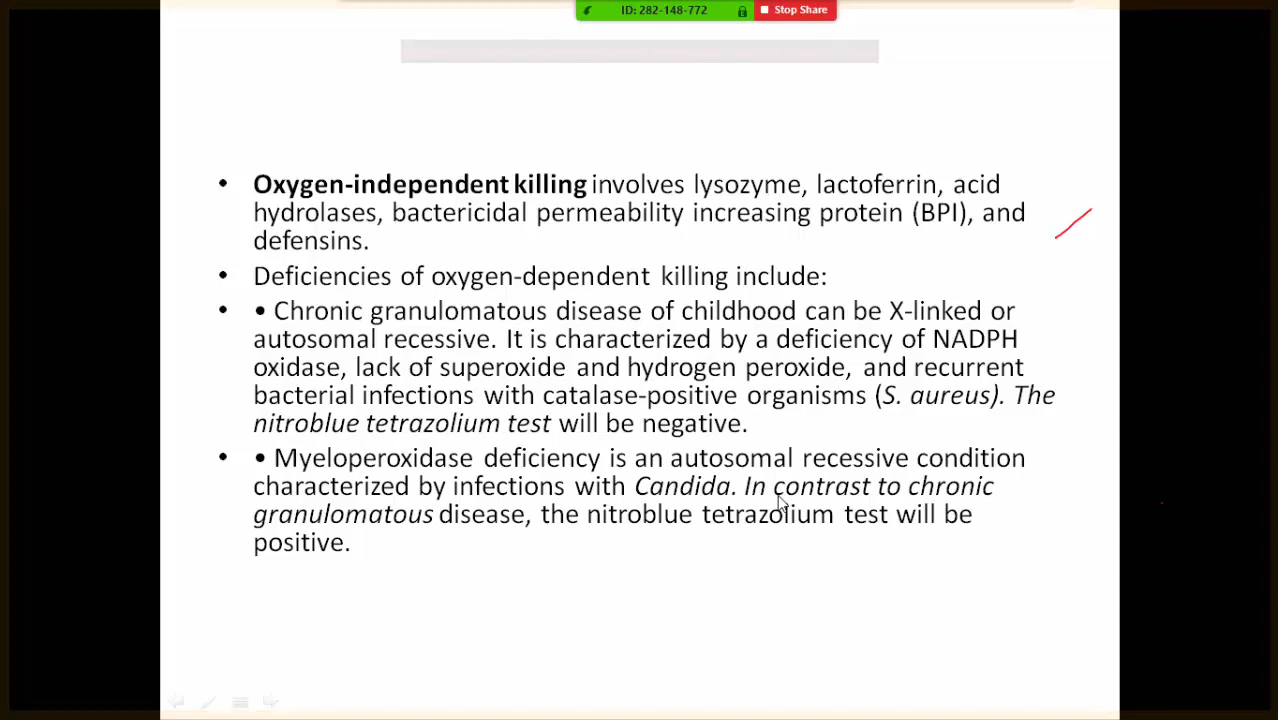 ID: 282-148-772 Stop Share
• Oxygen-independent killing involves lysozyme, lactoferrin, acid
hydrolases, bactericidal permeability increasing protein (BPI), and
defensins.
• Deficiencies of oxygen-dependent killing include:
• • Chronic granulomatous disease of childhood can be X-linked or
autosomal recessive. It is characterized by a deficiency of NADPH
oxidase, lack of superoxide and hydrogen peroxide, and recurrent
bacterial infections with catalase-positive organisms (S. aureus). The
nitroblue tetrazolium test will be negative.
• • Myeloperoxidase deficiency is an autosomal recessive condition
characterized by infections with Candida. In contrast to chronic
granulomatous disease, the nitroblue tetrazolium test will be
positive.